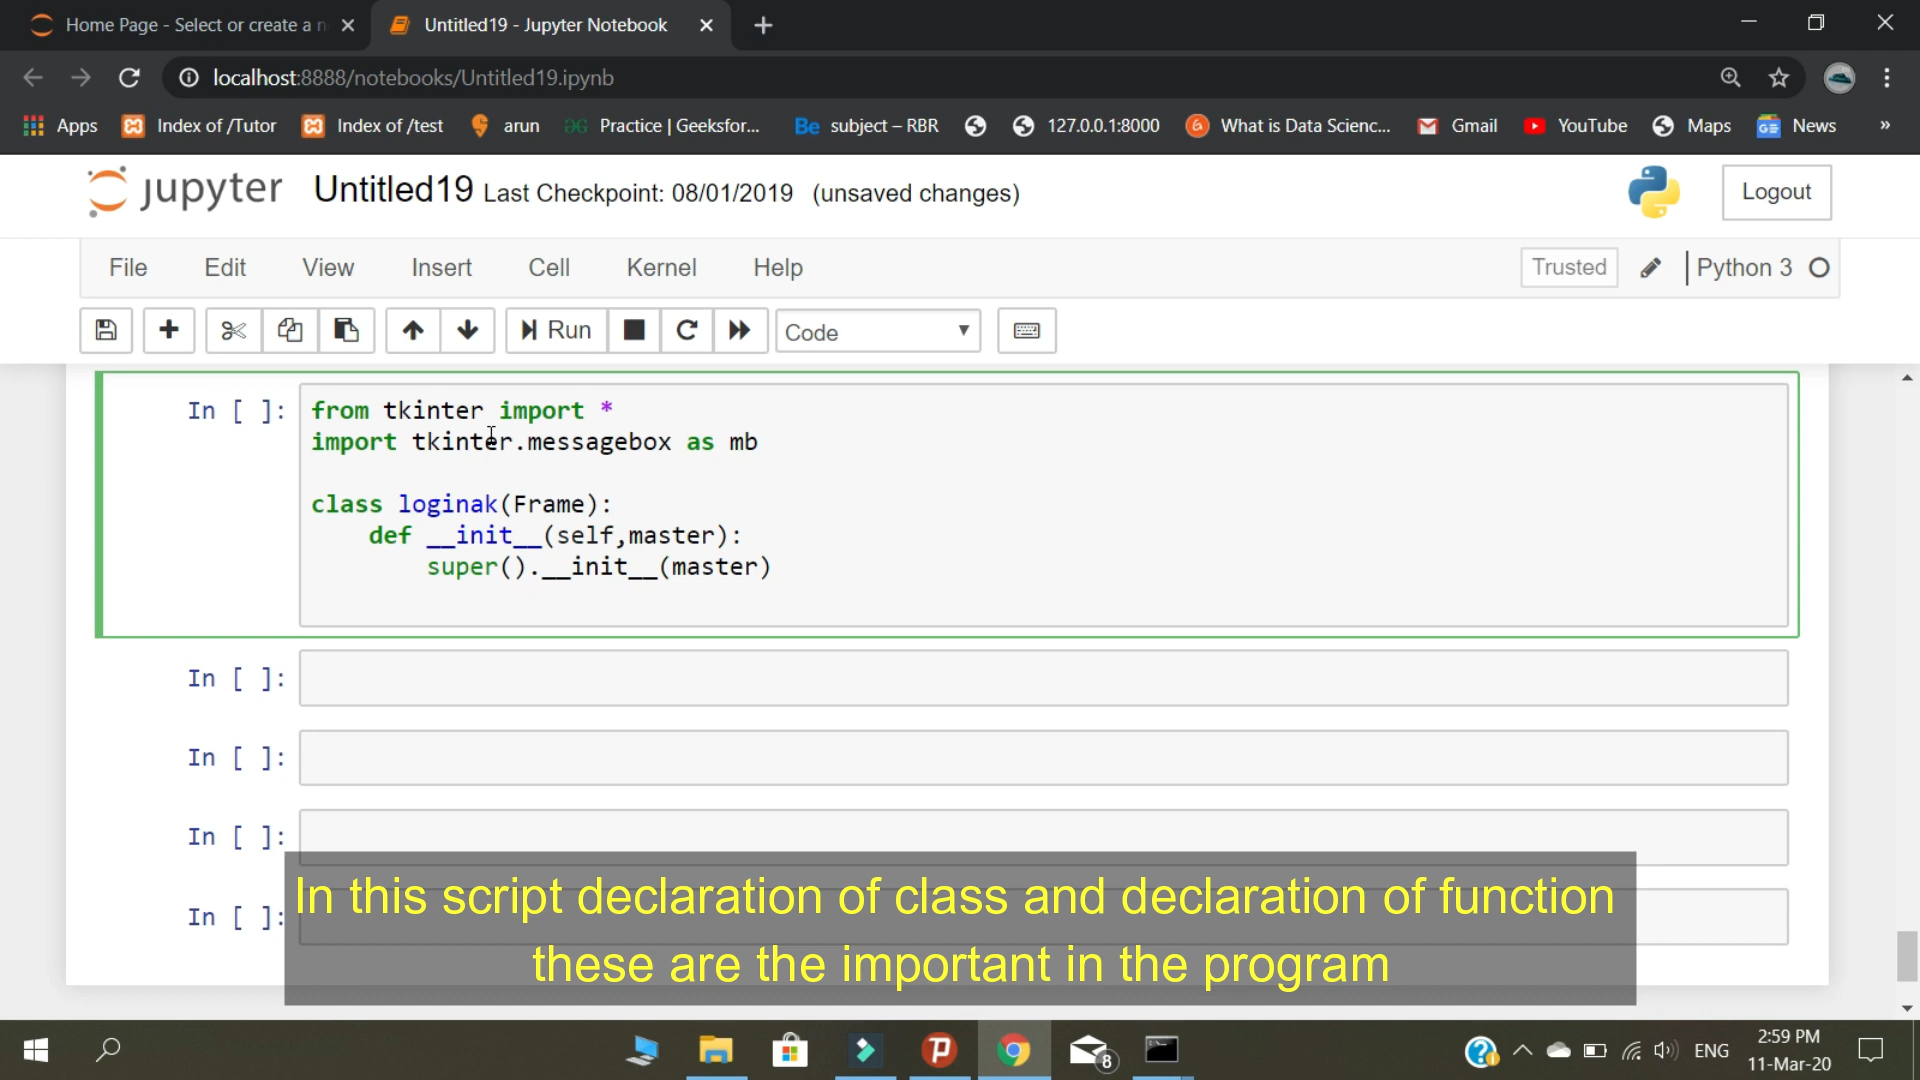 Home Page - Select or create a n
Untitled19 - Jupyter Notebook
localhost:8888/notebooks/Untitled19.ipynb
Apps Index of /Tutor Index of /test arun Practice | Geeksfor... subject – RBR 127.0.0.1:8000 What is Data Scienc... Gmail YouTube Maps News »
jupyter Untitled19 Last Checkpoint: 08/01/2019 (unsaved changes) Logout
File Edit View Insert Cell Kernel Help Trusted Python 3
Run Code
In [ ]: from tkinter import *
import tkinter.messagebox as mb
class loginak(Frame):
def __init__(self,master):
super().__init__(master)
In [ ]:
In [ ]:
In [ ]:
In [ ]:
In this script declaration of class and declaration of function
these are the important in the program
8
ENG
2:59 PM
11-Mar-20